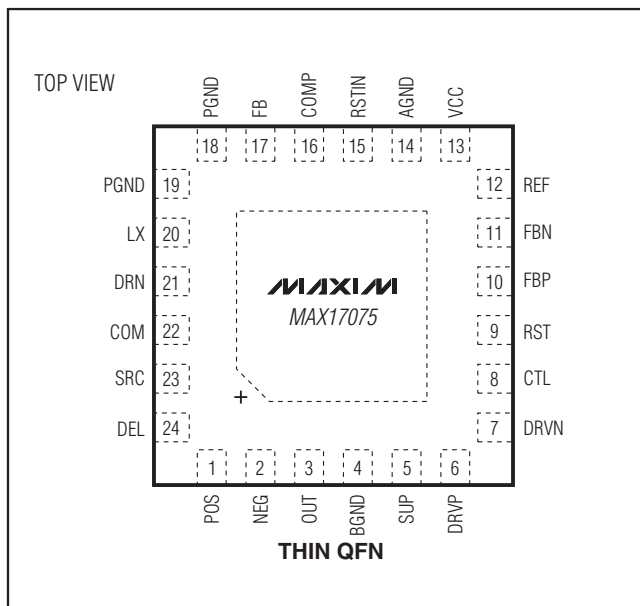 TOP VIEW
PGND
FB
COMP
RSTIN
AGND
VCC
18
17
16
15
14
13
PGND 19
12 REF
LX 20
11 FBN
DRN 21
10 FBP
MAXIM
MAX17075
COM 22
9 RST
SRC 23
8 CTL
+
DEL 24
7 DRVN
1
2
3
4
5
6
POS
NEG
OUT
BGND
SUP
DRVP
THIN QFN